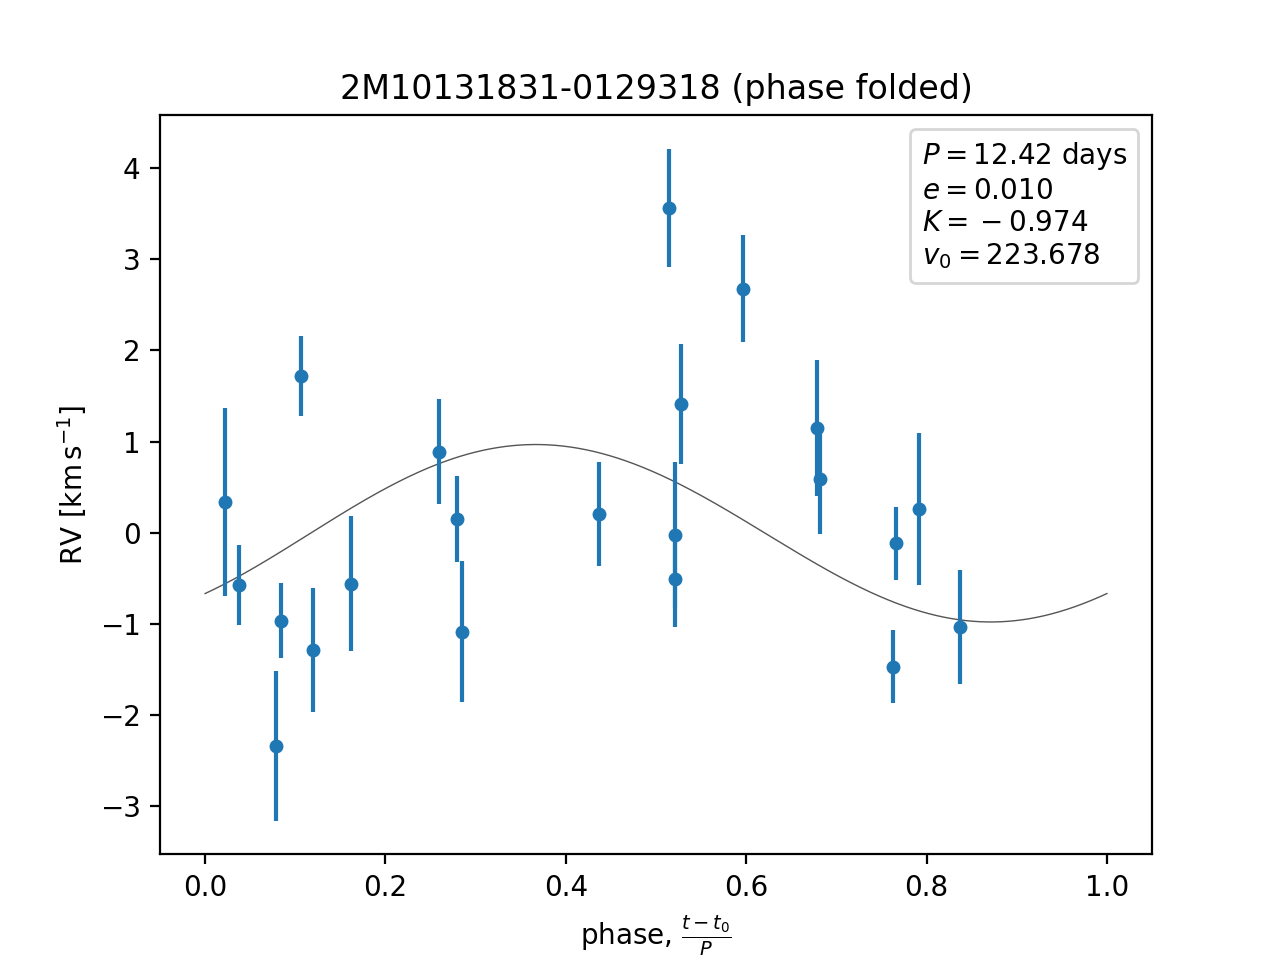 2M10131831-0129318 (phase folded)
P = 12.42 days
e = 0.010
K = −0.974
v₀ = 223.678
4
3
2
1
0
−1
−2
−3
RV [km s⁻¹]
0.0 0.2 0.4 0.6 0.8 1.0
phase, (t − t₀)/P